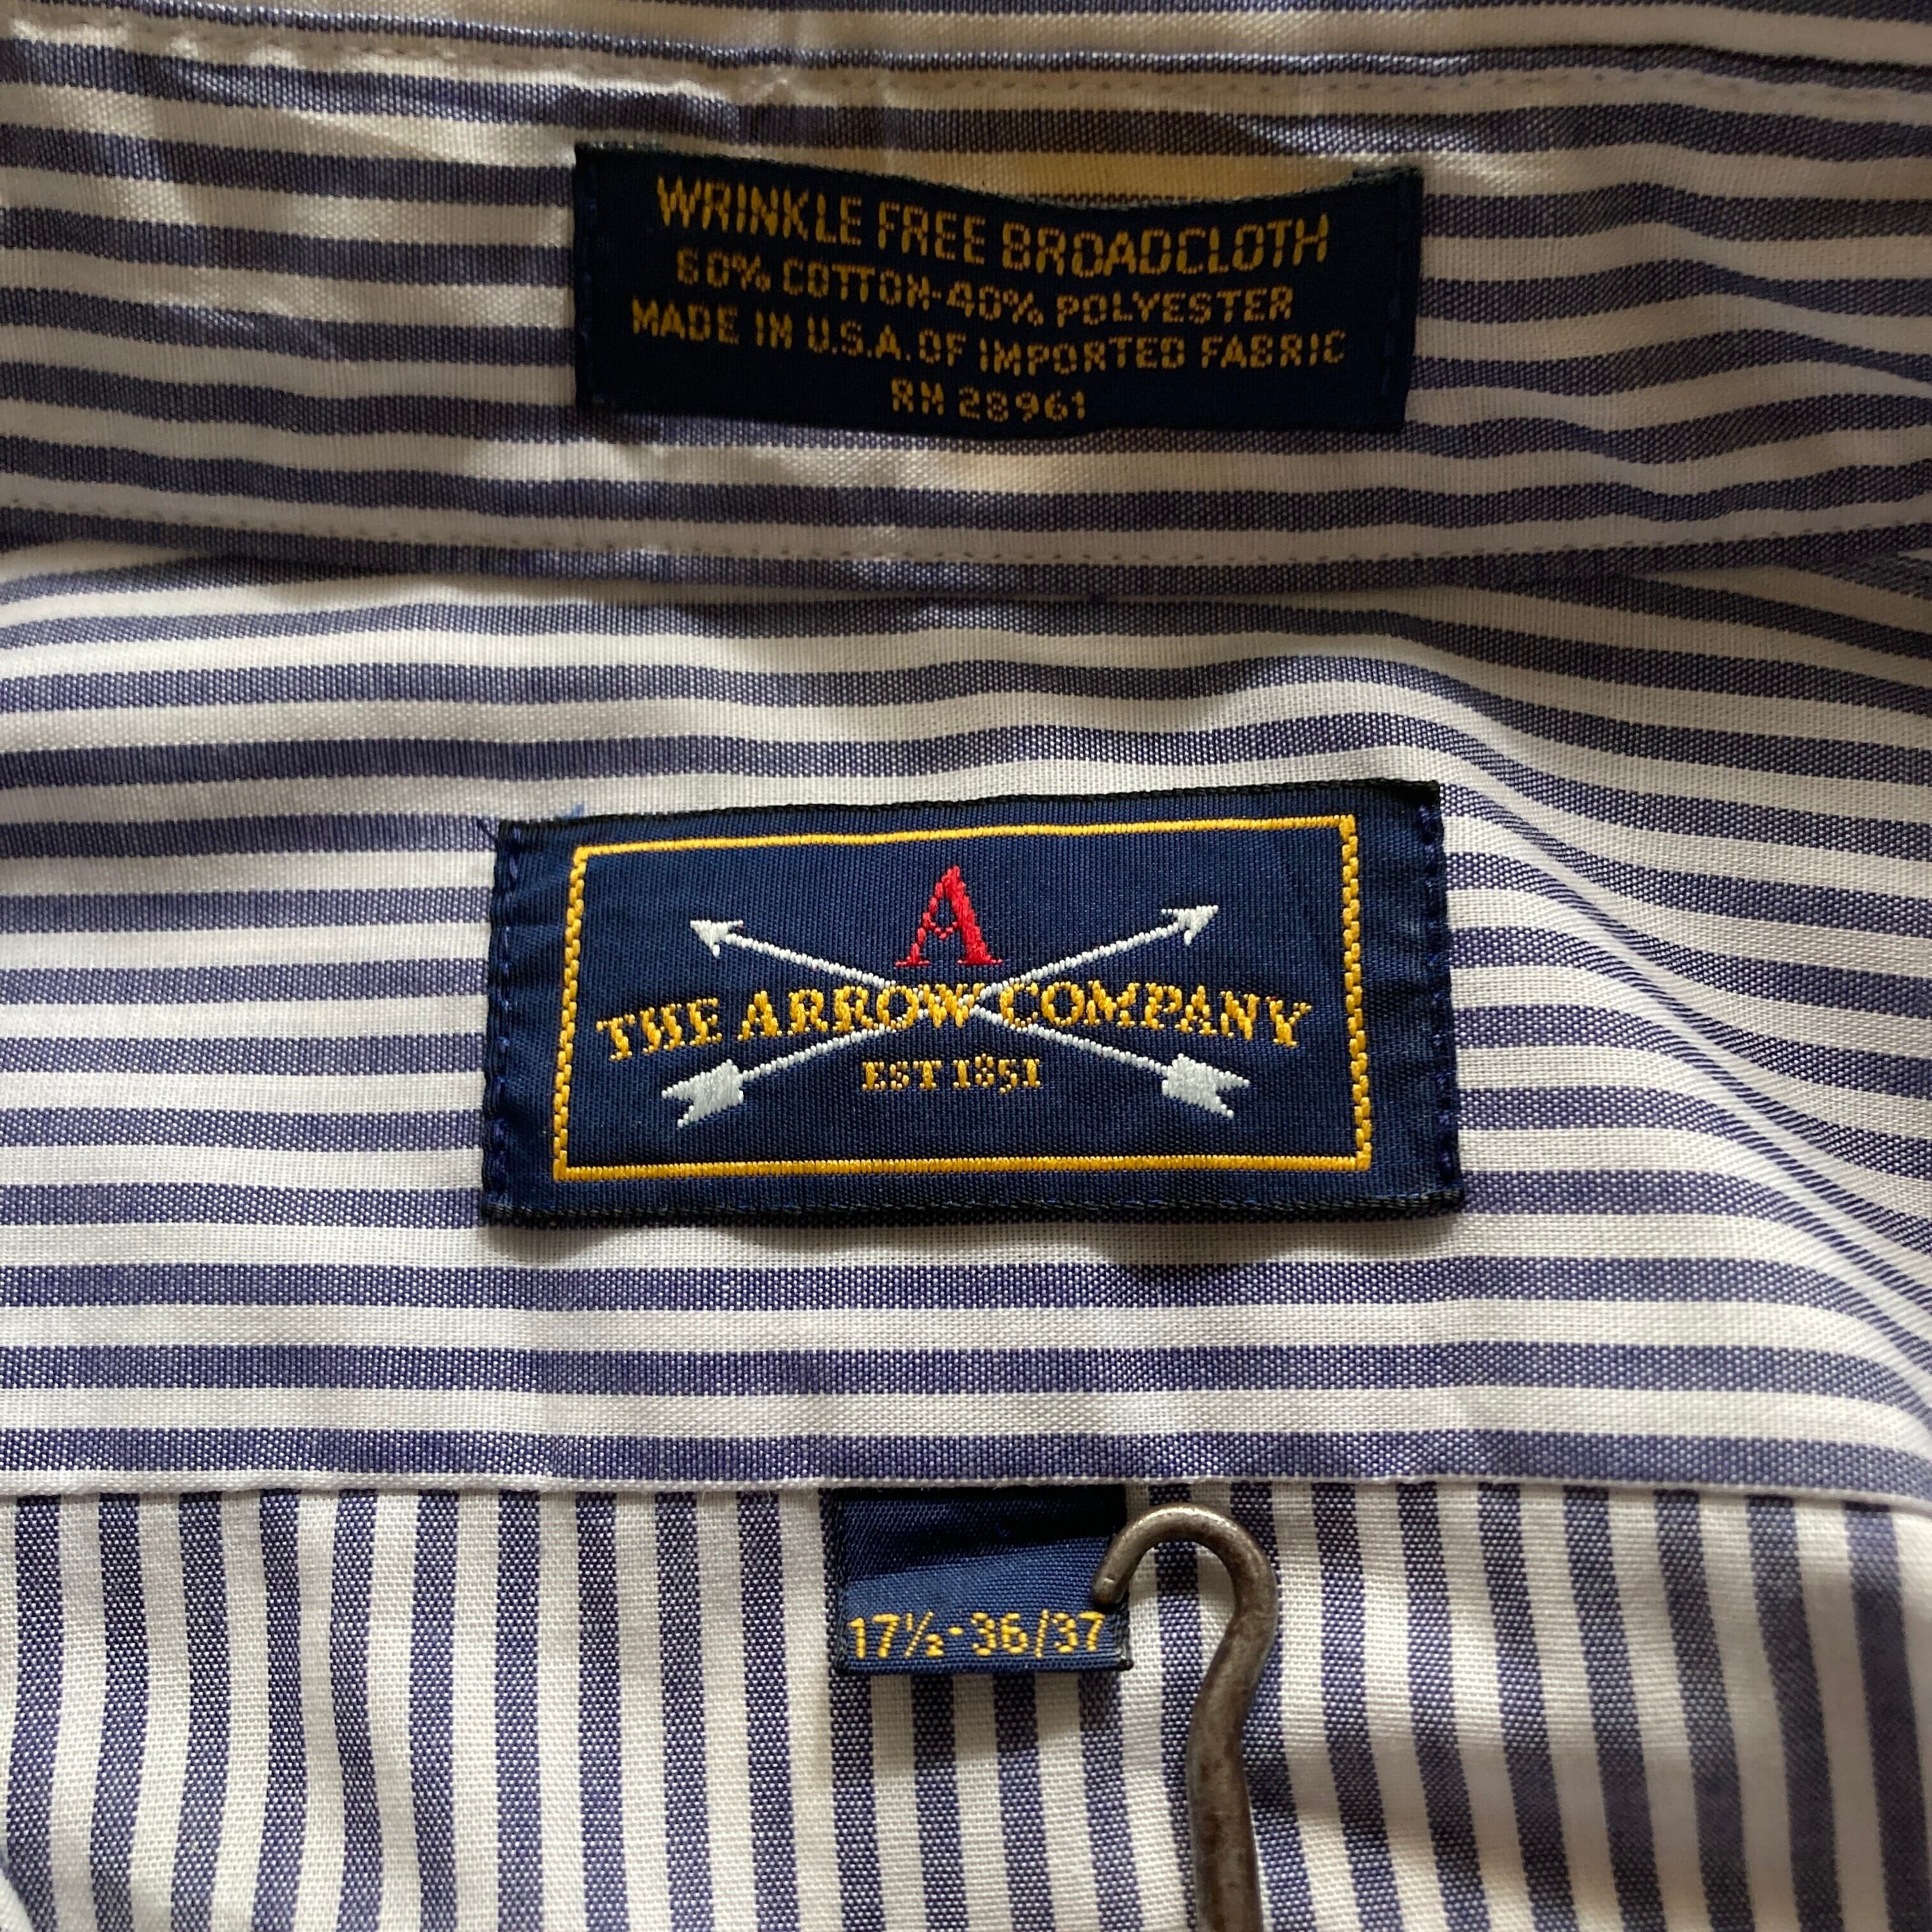 WRINKLE FREE BROADCLOTH
60% COTTON-40% POLYESTER
MADE IN U.S.A. OF IMPORTED FABRIC
RN 28961
A
THE ARROW COMPANY
EST 1851
17½-36/37